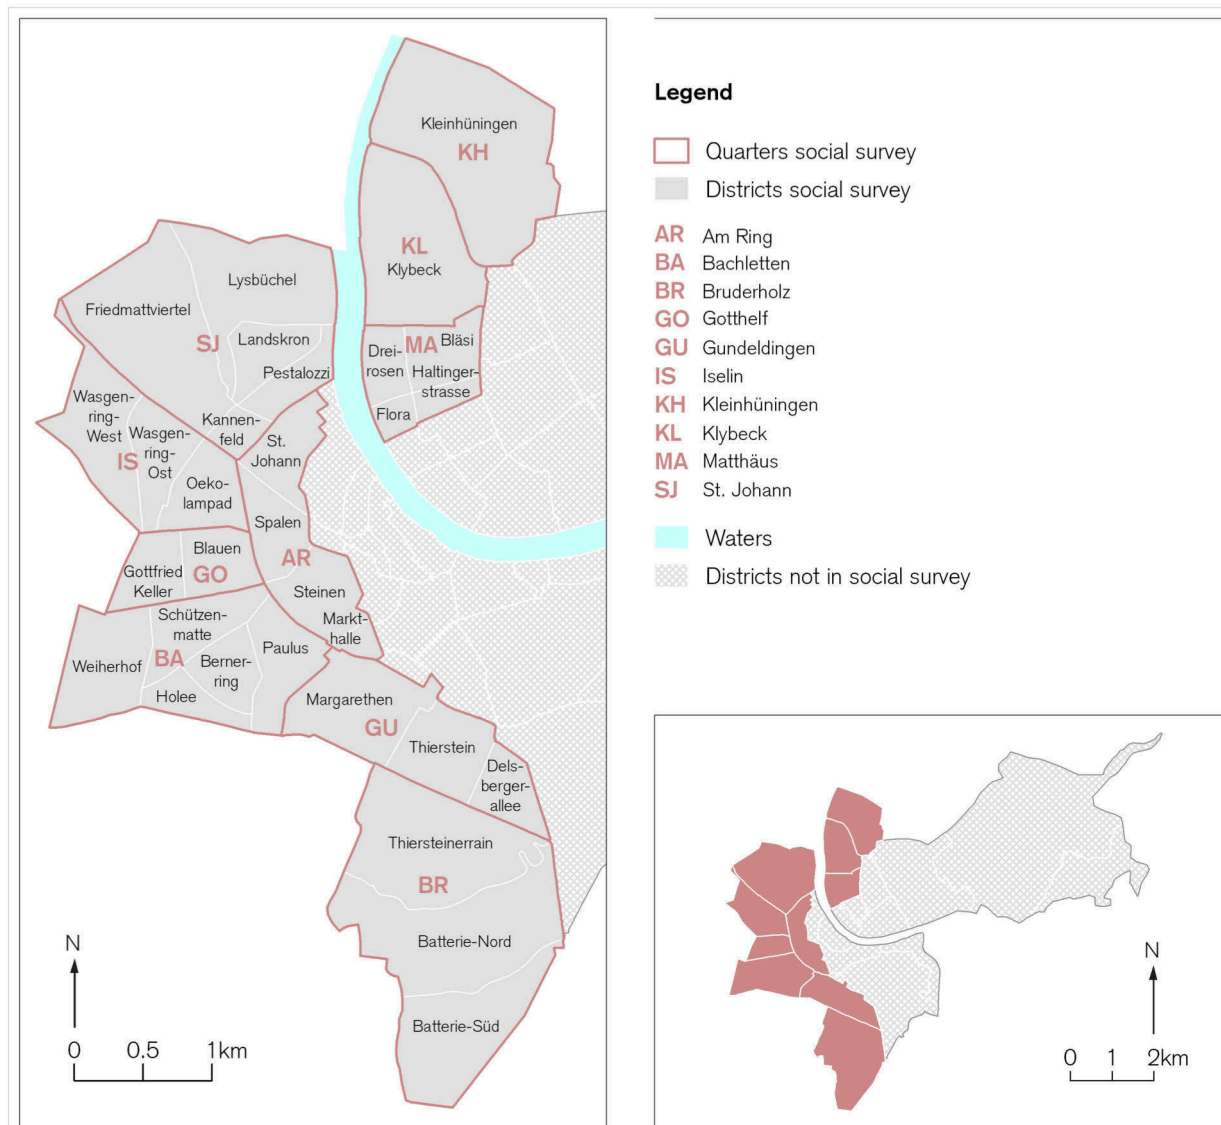 Kleinhüningen
KH
KL
Klybeck
Lysbüchel
Friedmattviertel
SJ
Landskron
Pestalozzi
Kannen-
feld
Drei-
rosen
MA
Bläsi
Haltinger-
strasse
Flora
Wasgen-
ring-
West
Wasgen-
ring-
Ost
IS
Oeko-
lampad
St.
Johann
Spalen
AR
Steinen
Markt-
halle
Blauen
Gottfried
Keller
GO
Schützen-
matte
Weiherhof
BA
Berner-
ring
Paulus
Holee
Margarethen
GU
Thierstein
Dels-
berger-
allee
Thiersteinerrain
BR
Batterie-Nord
Batterie-Süd
N
0 0.5 1km
Legend
Quarters social survey
Districts social survey
AR Am Ring
BA Bachletten
BR Bruderholz
GO Gotthelf
GU Gundeldingen
IS Iselin
KH Kleinhüningen
KL Klybeck
MA Matthäus
SJ St. Johann
Waters
Districts not in social survey
N
0 1 2km